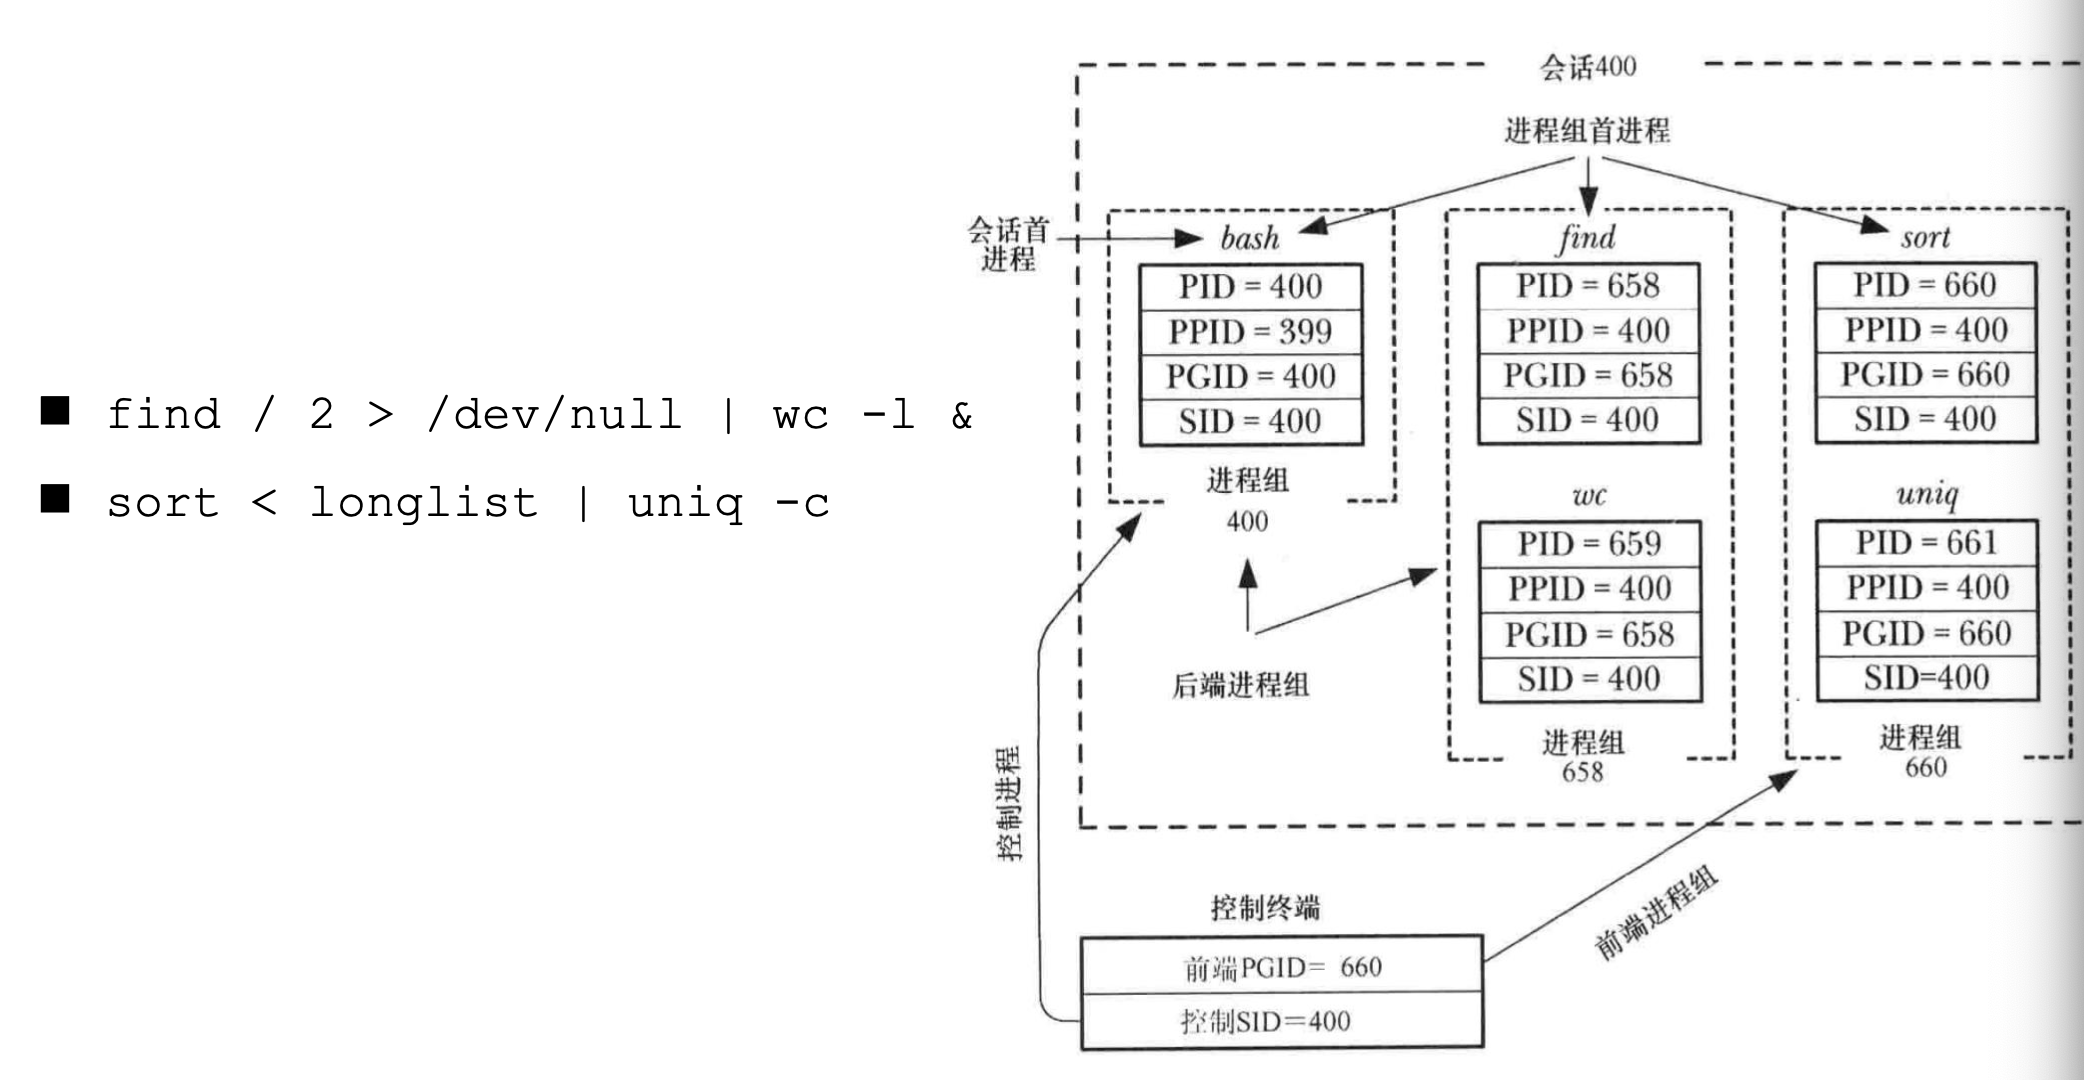 ■ find / 2 > /dev/null | wc -l &
■ sort < longlist | uniq -c
会话400
进程组首进程
会话首
进程
bash
PID = 400
PPID = 399
PGID = 400
SID = 400
进程组
400
find
PID = 658
PPID = 400
PGID = 658
SID = 400
wc
PID = 659
PPID = 400
PGID = 658
SID = 400
进程组
658
sort
PID = 660
PPID = 400
PGID = 660
SID = 400
uniq
PID = 661
PPID = 400
PGID = 660
SID=400
进程组
660
后端进程组
控制进程
前端进程组
控制终端
前端PGID= 660
控制SID=400